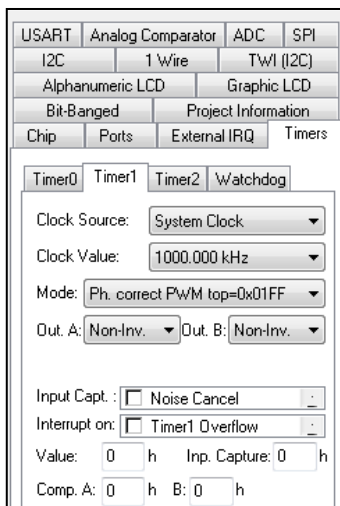 USART Analog Comparator ADC SPI
I2C 1 Wire TWI (I2C)
Alphanumeric LCD Graphic LCD
Bit-Banged Project Information
Chip Ports External IRQ Timers
Timer0 Timer1 Timer2 Watchdog
Clock Source: System Clock
Clock Value: 1000.000 kHz
Mode: Ph. correct PWM top=0x01FF
Out. A: Non-Inv. Out. B: Non-Inv.
Input Capt. : Noise Cancel
Interrupt on: Timer1 Overflow
Value: 0 h Inp. Capture: 0 h
Comp. A: 0 h B: 0 h